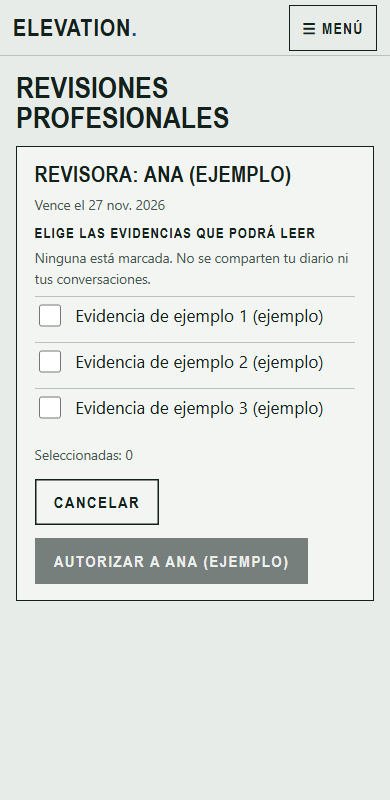 ELEVATION.
☰ MENÚ
REVISIONES
PROFESIONALES
REVISORA: ANA (EJEMPLO)
Vence el 27 nov. 2026
ELIGE LAS EVIDENCIAS QUE PODRÁ LEER
Ninguna está marcada. No se comparten tu diario ni
tus conversaciones.
Evidencia de ejemplo 1 (ejemplo)
Evidencia de ejemplo 2 (ejemplo)
Evidencia de ejemplo 3 (ejemplo)
Seleccionadas: 0
CANCELAR
AUTORIZAR A ANA (EJEMPLO)